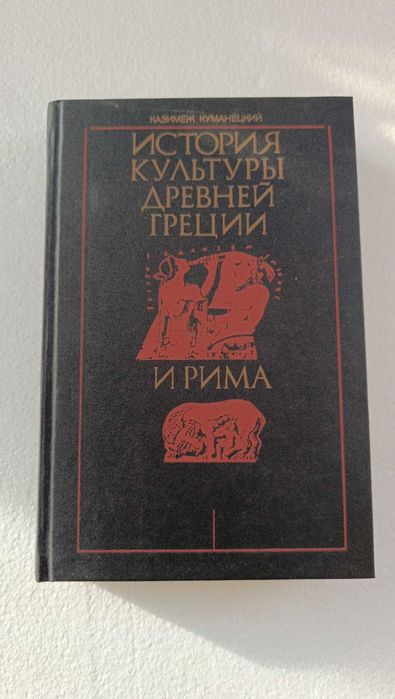 КАЗИМЕЖ КУМАНЕЦКИЙ
ИСТОРИЯ
КУЛЬТУРЫ
ДРЕВНЕЙ
ГРЕЦИИ
И РИМА